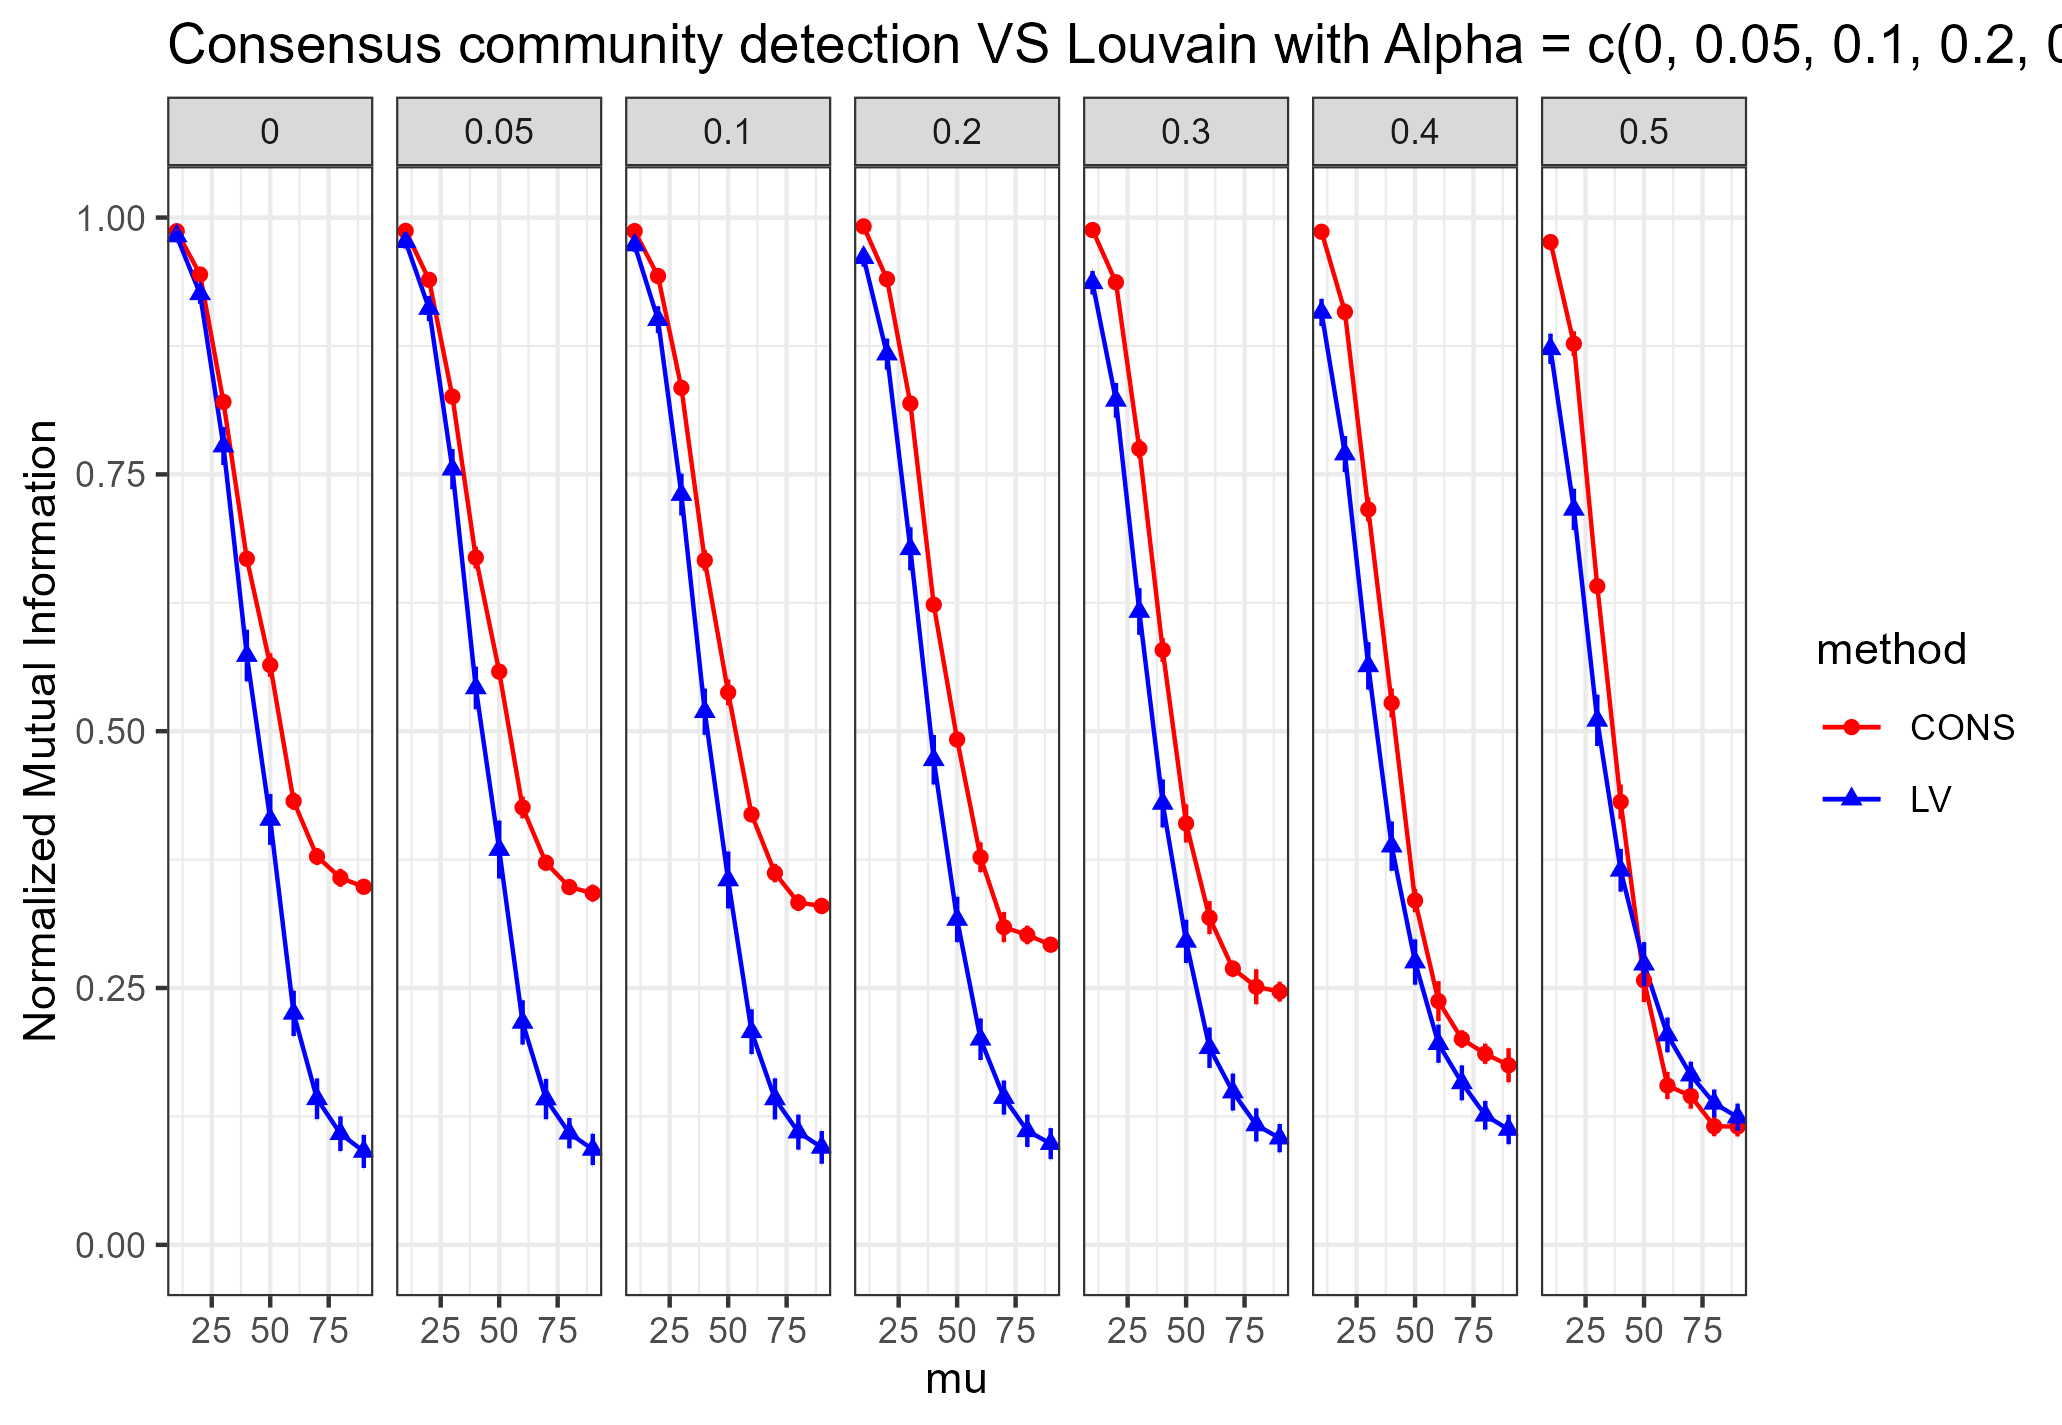 Consensus community detection VS Louvain with Alpha = c(0, 0.05, 0.1, 0.2, 0
0 0.05 0.1 0.2 0.3 0.4 0.5
1.00
0.75
0.50
0.25
0.00
Normalized Mutual Information
25 50 75 25 50 75 25 50 75 25 50 75 25 50 75 25 50 75 25 50 75
mu
method
CONS
LV